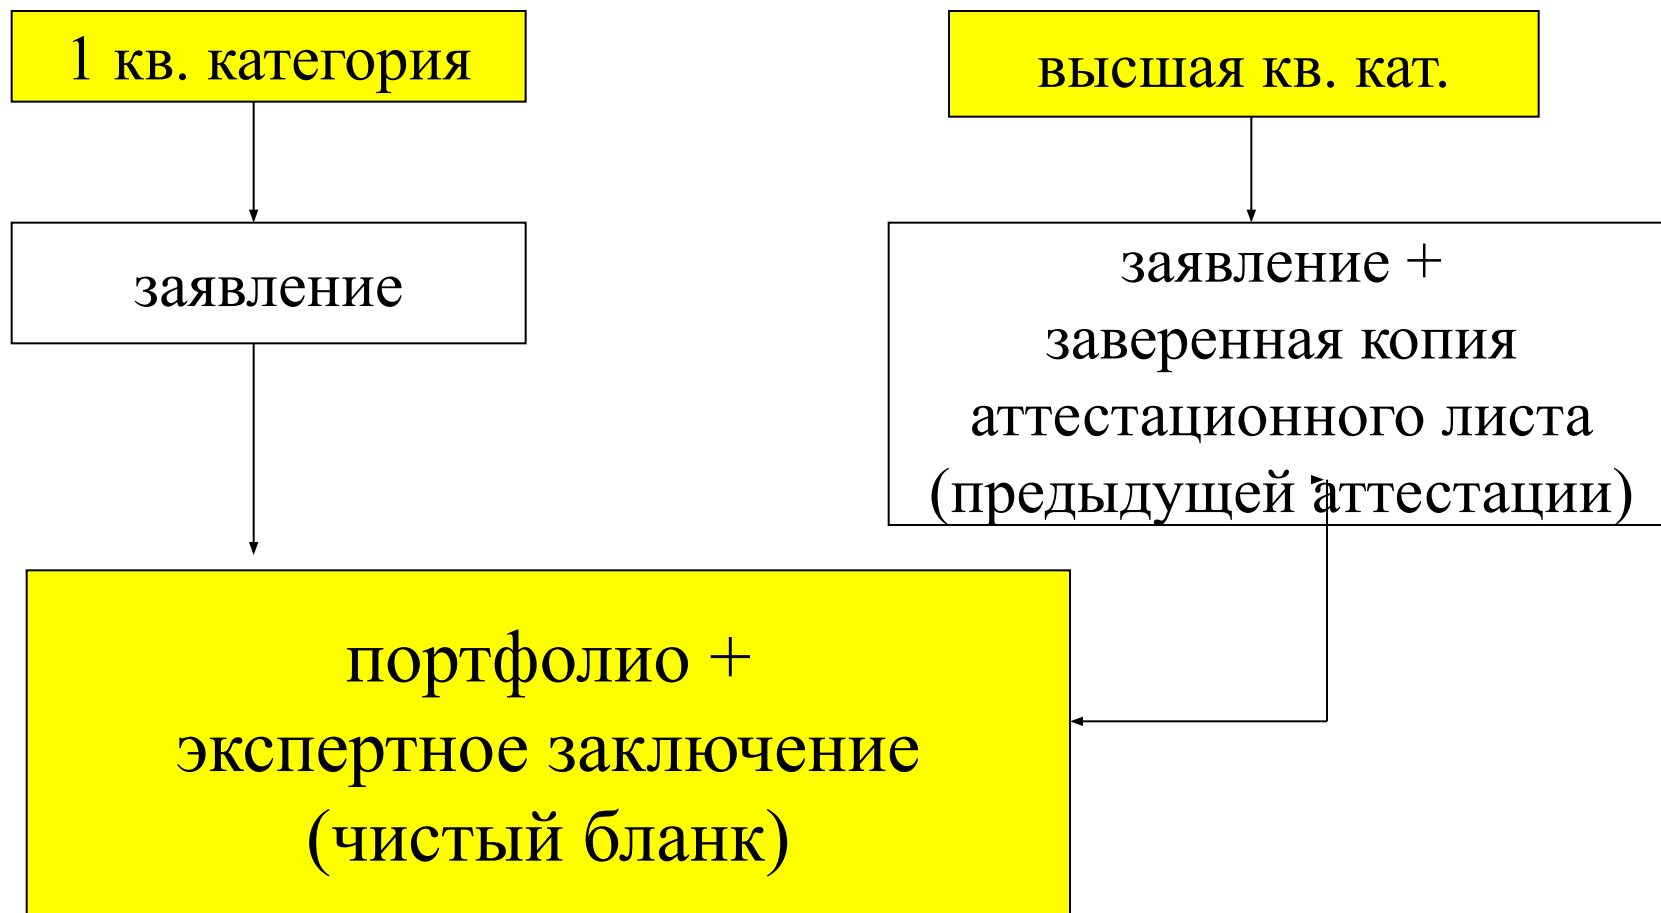 1 кв. категория
высшая кв. кат.
заявление
заявление +
заверенная копия
аттестационного листа
(предыдущей аттестации)
портфолио +
экспертное заключение
(чистый бланк)